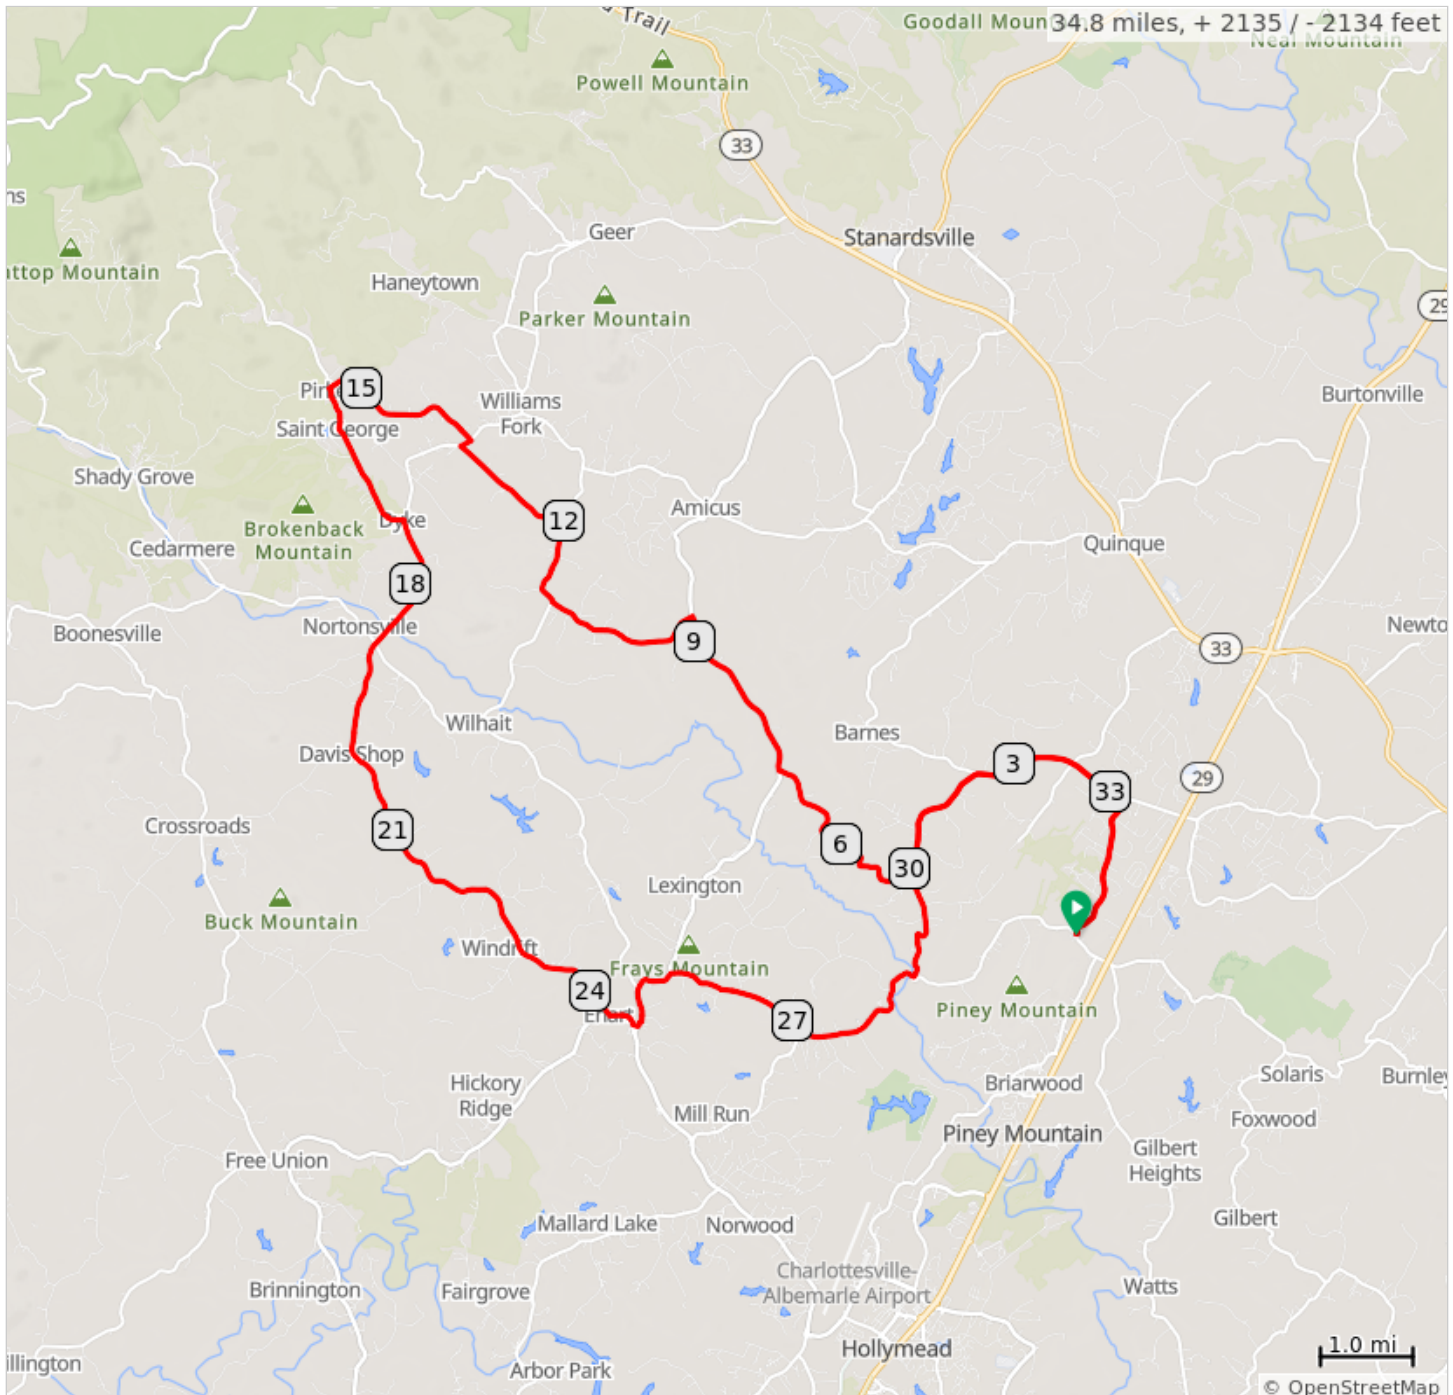 d Trail
Goodall Moun
34.8 miles, + 2135 / - 2134 feet
Neal Mountain
Powell Mountain
33
ns
Geer
Stanardsville
ttop Mountain
Haneytown
Parker Mountain
29
15
Williams
Fork
Burtonville
Saint George
Shady Grove
Amicus
12
Brokenback
Mountain
Dyke
Cedarmere
Quinque
18
Boonesville
Nortonsville
9
33
Newto
Wilhait
Barnes
Davis Shop
3
29
33
Crossroads
21
6
30
Lexington
Buck Mountain
Windrift
Frays Mountain
24
Piney Mountain
27
Earlt
Hickory
Ridge
Briarwood
Solaris
Burnley
Mill Run
Foxwood
Piney Mountain
Gilbert
Heights
Free Union
Mallard Lake
Norwood
Gilbert
Charlottesville-
Albemarle Airport
Brinnington
Fairgrove
Watts
Hollymead
1.0 mi
illington
Arbor Park
© OpenStreetMap